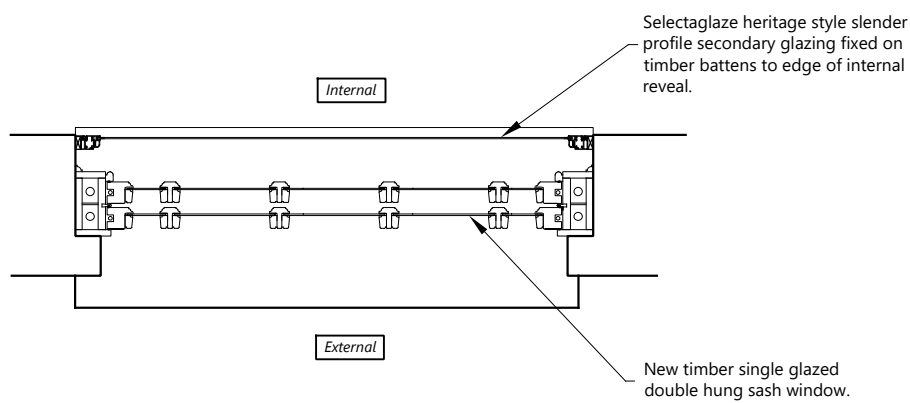 Selectaglaze heritage style slender
profile secondary glazing fixed on
timber battens to edge of internal
reveal.
Internal
External
New timber single glazed
double hung sash window.